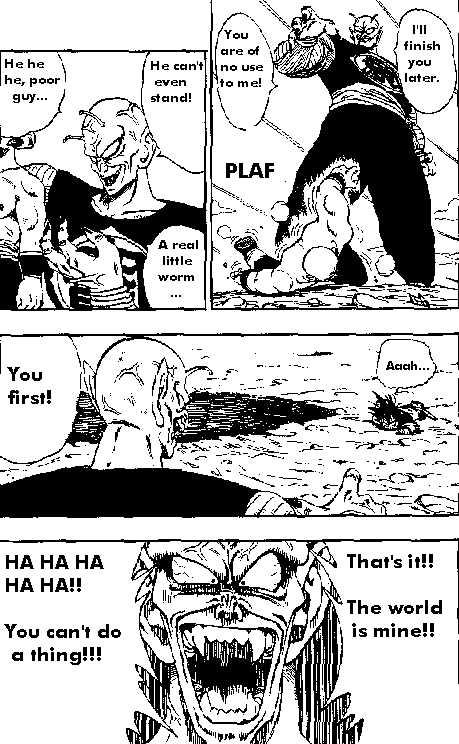 He he
he, poor
guy...
He can't
even
stand!
A real
little
worm
...
You
are of
no use
to me!
I'll
finish
you
later.
PLAF
You
first!
Aaah...
HA HA HA
HA HA!!
You can't do
a thing!!!
That's it!!
The world
is mine!!